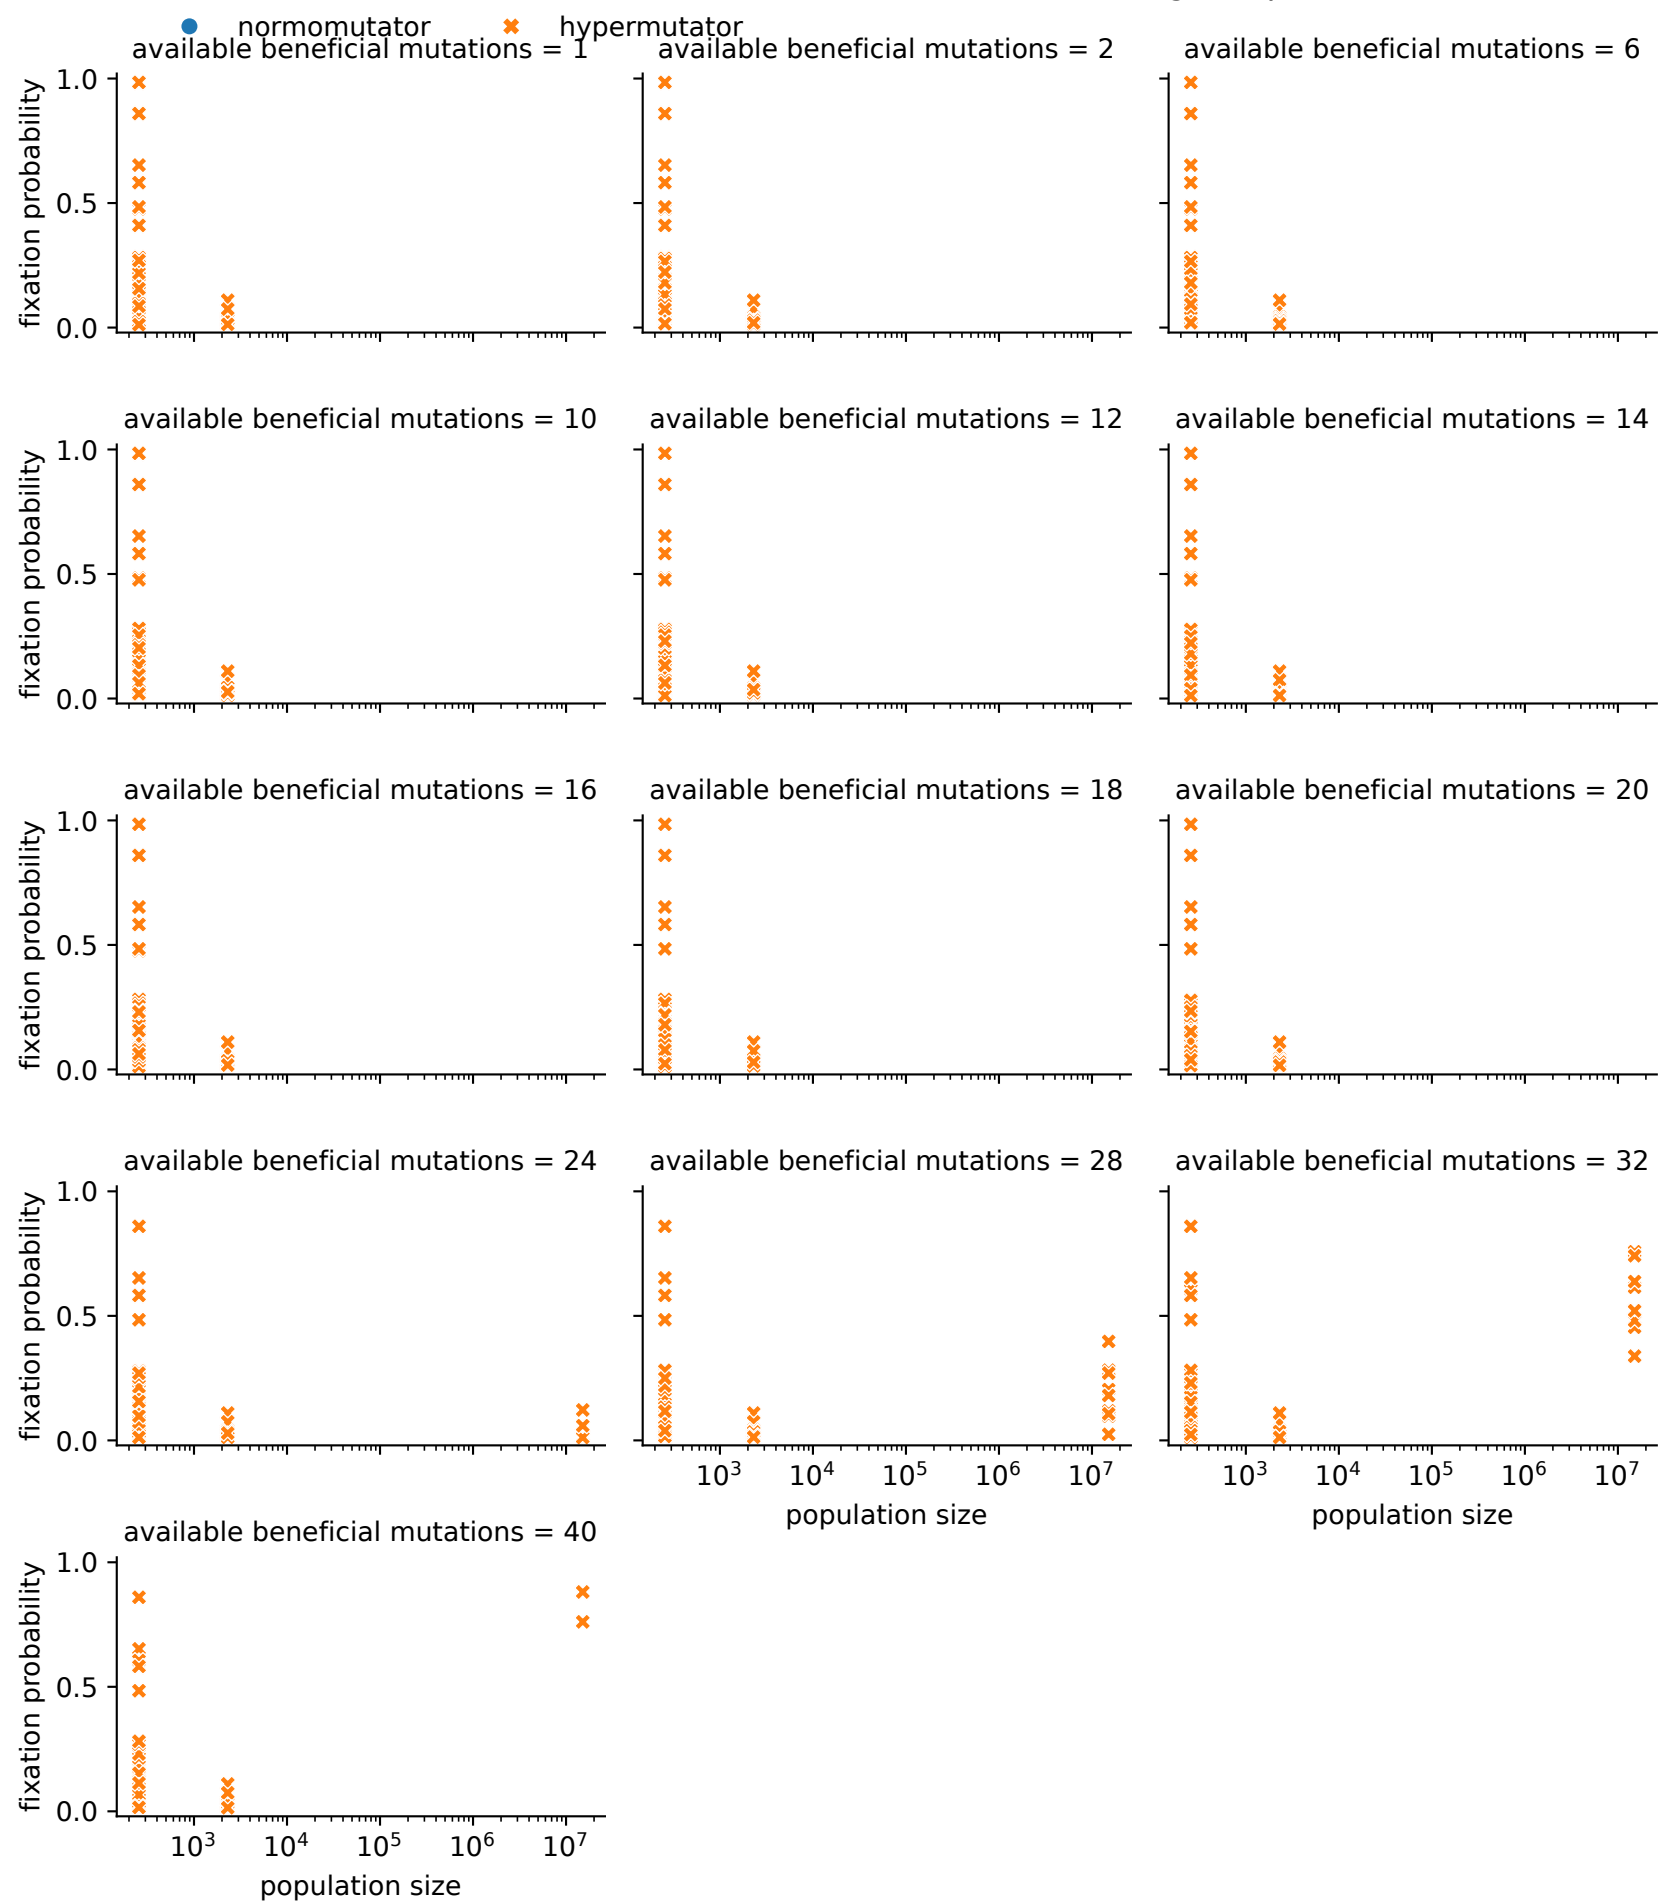 normomutator hypermutator
available beneficial mutations = 1 available beneficial mutations = 2 available beneficial mutations = 6
fixation probability
1.0
0.5
0.0
available beneficial mutations = 10 available beneficial mutations = 12 available beneficial mutations = 14
fixation probability
1.0
0.5
0.0
available beneficial mutations = 16 available beneficial mutations = 18 available beneficial mutations = 20
fixation probability
1.0
0.5
0.0
available beneficial mutations = 24 available beneficial mutations = 28 available beneficial mutations = 32
fixation probability
1.0
0.5
0.0
10³ 10⁴ 10⁵ 10⁶ 10⁷ 10³ 10⁴ 10⁵ 10⁶ 10⁷
population size population size
available beneficial mutations = 40
fixation probability
1.0
0.5
0.0
10³ 10⁴ 10⁵ 10⁶ 10⁷
population size